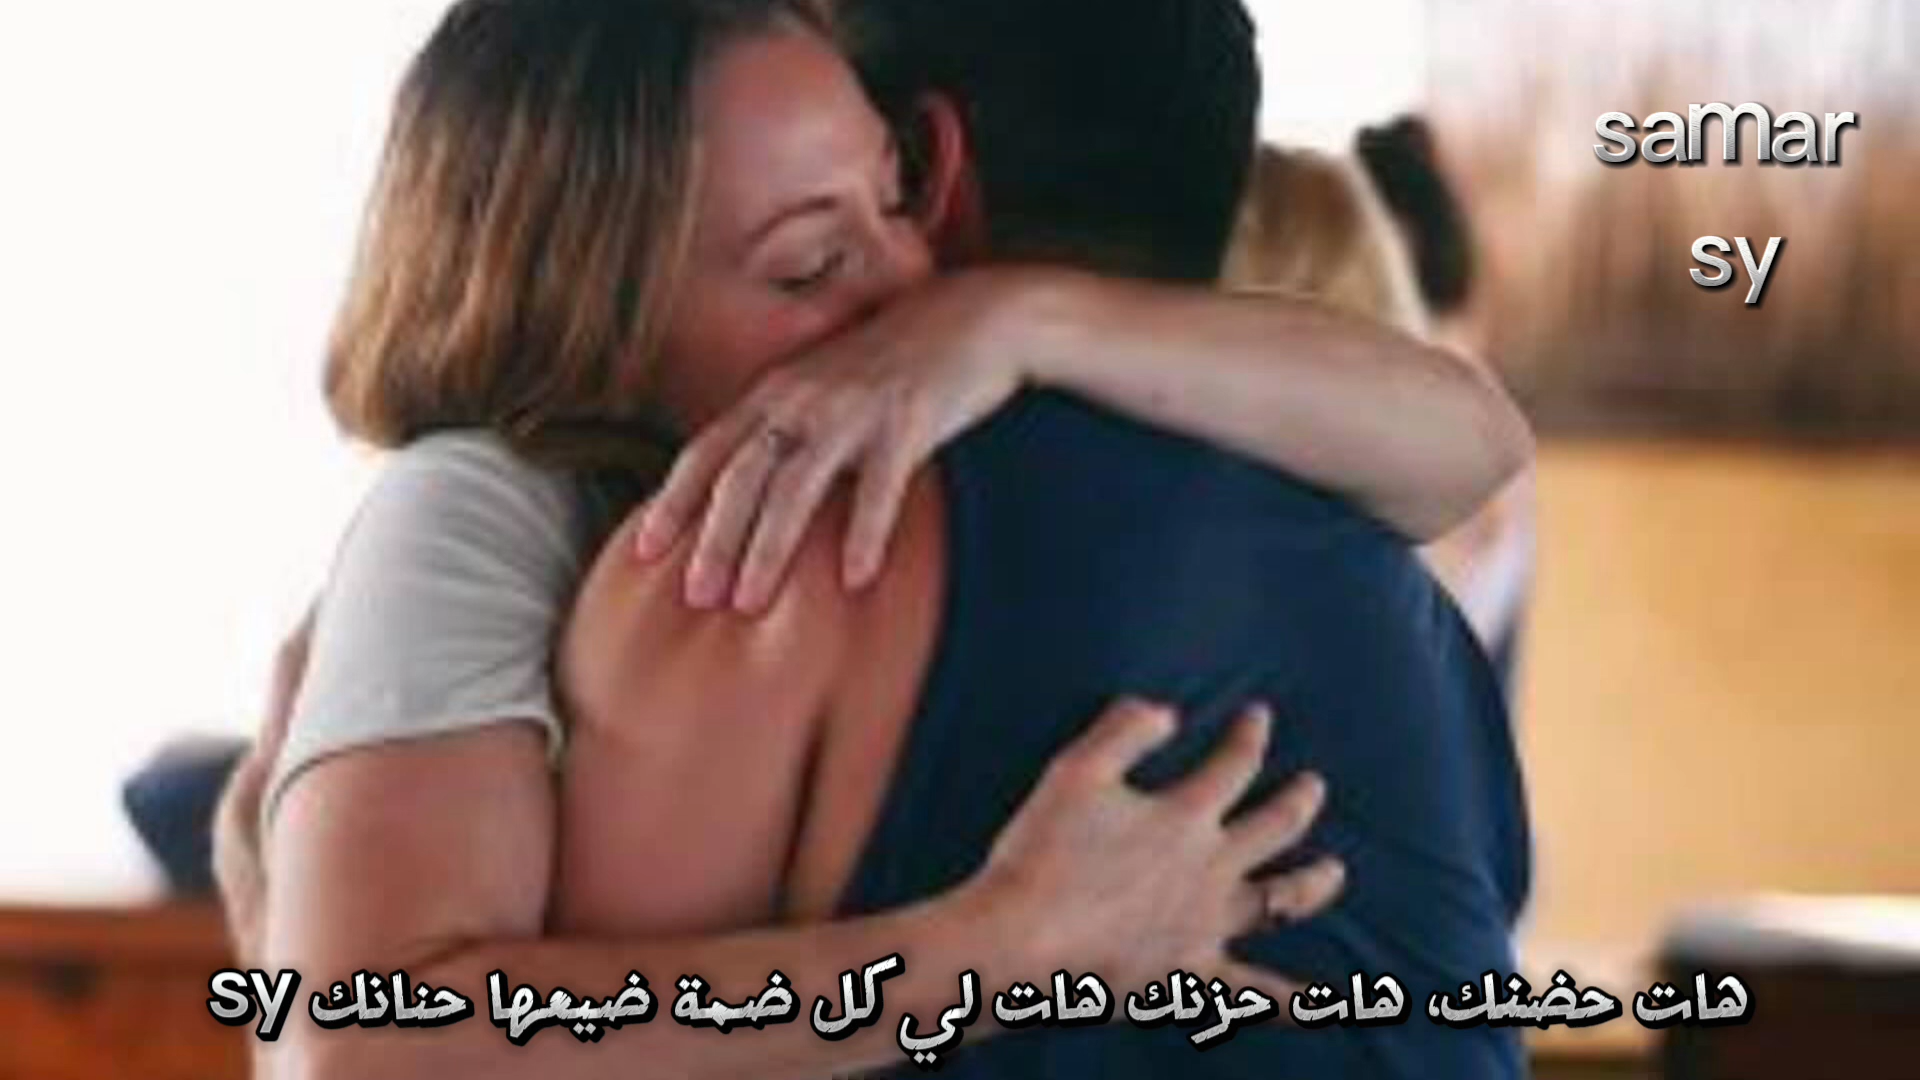 samar
sy
هات حضنك، هات حزنك هات لي كل ضمة ضيعها حنانك sy